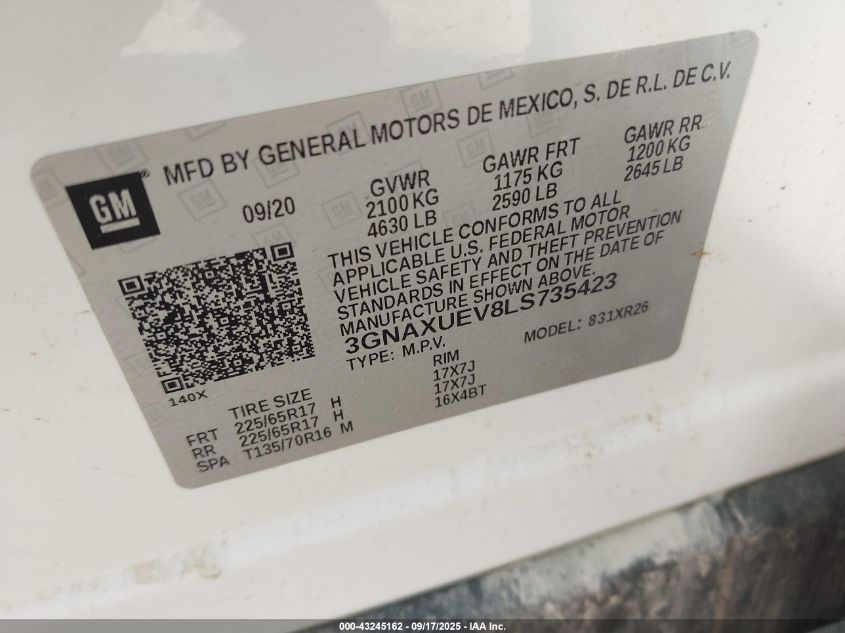 MFD BY GENERAL MOTORS DE MEXICO, S. DE R.L. DE C.V.
GM ®
09/20 GVWR GAWR FRT GAWR RR
2100 KG 1175 KG 1200 KG
4630 LB 2590 LB 2645 LB
THIS VEHICLE CONFORMS TO ALL
APPLICABLE U.S. FEDERAL MOTOR
VEHICLE SAFETY AND THEFT PREVENTION
STANDARDS IN EFFECT ON THE DATE OF
MANUFACTURE SHOWN ABOVE.
3GNAXUEV8LS735423
TYPE: M.P.V. MODEL: 831XR26
140X
TIRE SIZE RIM
FRT 225/65R17 H 17X7J
RR 225/65R17 H 17X7J
SPA T135/70R16 M 16X4BT
000-43245162 - 09/17/2025 - IAA Inc.